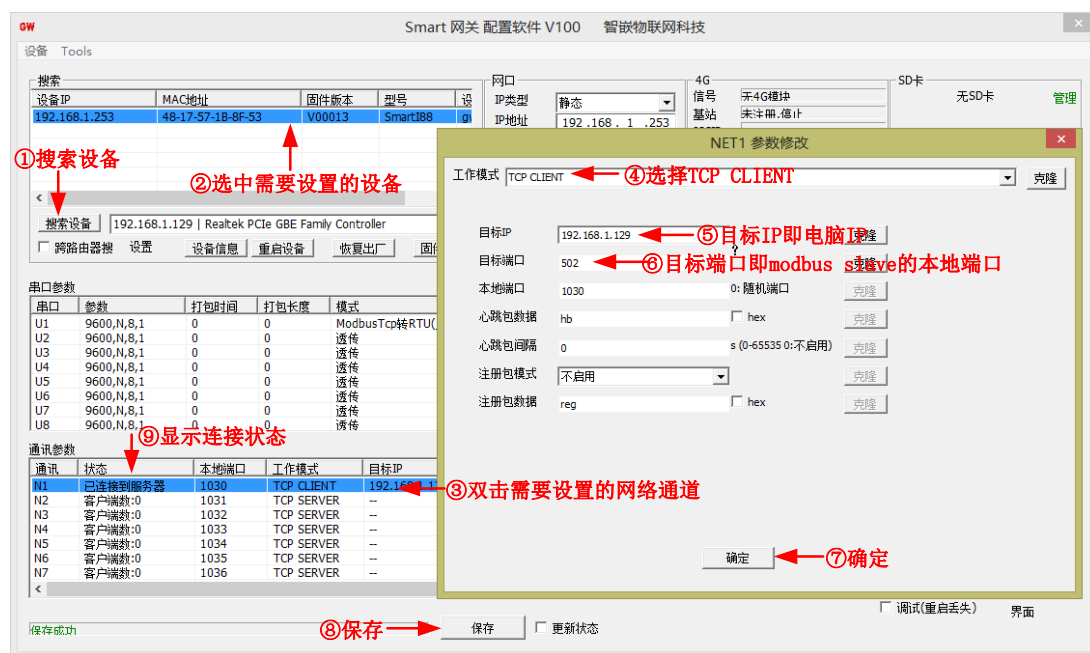 GW Smart 网关 配置软件 V100 智嵌物联网科技 ×
设备 Tools
搜索
设备IP MAC地址 固件版本 型号 设
192.168.1.253 48-17-57-1B-8F-53 V00013 SmartI88
①搜索设备
②选中需要设置的设备
搜索设备 192.168.1.129 | Realtek PCIe GBE Family Controller
跨路由器搜 设置 设备信息 重启设备 恢复出厂
网口
IP类型 静态
IP地址 192 .168 . 1 .253
4G
信号 无4G模块
基站 未注册,停止
SD卡
无SD卡 管理
串口参数
串口 参数 打包时间 打包长度 模式
U1 9600,N,8,1 0 0 ModbusTcp转RTU(
U2 9600,N,8,1 0 0 透传
U3 9600,N,8,1 0 0 透传
U4 9600,N,8,1 0 0 透传
U5 9600,N,8,1 0 0 透传
U6 9600,N,8,1 0 0 透传
U7 9600,N,8,1 0 0 透传
U8 9600,N,8,1 0 0 透传
⑨显示连接状态
通讯参数
通讯 状态 本地端口 工作模式 目标IP
N1 已连接到服务器 1030 TCP CLIENT 192.168.1.1
N2 客户端数:0 1031 TCP SERVER --
N3 客户端数:0 1032 TCP SERVER --
N4 客户端数:0 1033 TCP SERVER --
N5 客户端数:0 1034 TCP SERVER --
N6 客户端数:0 1035 TCP SERVER --
N7 客户端数:0 1036 TCP SERVER --
③双击需要设置的网络通道
NET1 参数修改 ×
工作模式 TCP CLIENT ④选择TCP CLIENT 克隆
目标IP 192.168.1.129 ⑤目标IP即电脑IP 克隆
?
目标端口 502 ⑥目标端口即modbus slave的本地端口
本地端口 1030 0: 随机端口 克隆
心跳包数据 hb hex 克隆
心跳包间隔 0 s (0-65535 0:不启用) 克隆
注册包模式 不启用 克隆
注册包数据 reg hex 克隆
确定 ⑦确定
调试(重启丢失) 界面
保存成功 ⑧保存 保存 更新状态